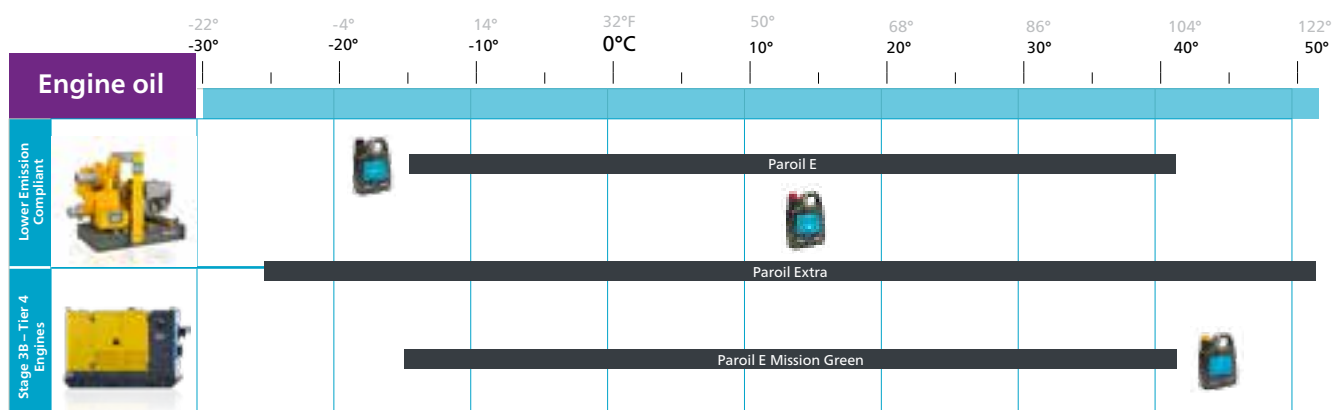 -22° -4° 14° 32°F 50° 68° 86° 104° 122°
-30° -20° -10° 0°C 10° 20° 30° 40° 50°
Engine oil
Lower Emission
Compliant
Paroil E
Paroil Extra
Stage 3B – Tier 4
Engines
Paroil E Mission Green